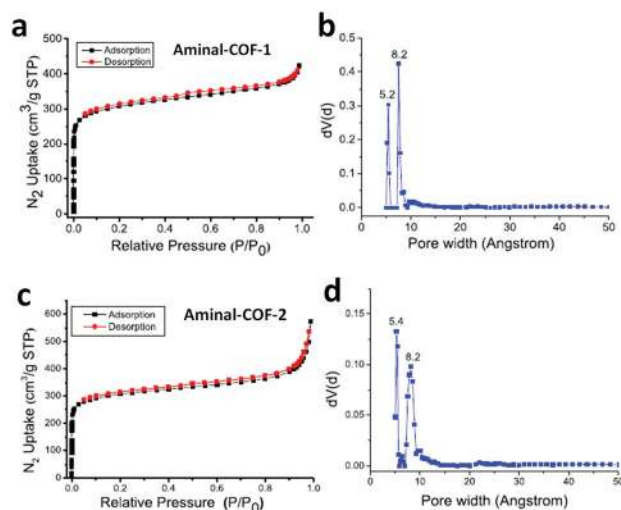 a
Aminal-COF-1
Adsorption
Desorption
N2 Uptake (cm3/g STP)
500
400
300
200
100
0
0.0 0.2 0.4 0.6 0.8 1.0
Relative Pressure (P/P0)
b
dV(d)
0.5
0.4
0.3
0.2
0.1
0.0
5.2
8.2
0 10 20 30 40 50
Pore width (Angstrom)
c
Aminal-COF-2
Adsorption
Desorption
N2 Uptake (cm3/g STP)
600
500
400
300
200
100
0
0.0 0.2 0.4 0.6 0.8 1.0
Relative Pressure (P/P0)
d
dV(d)
0.15
0.10
0.05
0.00
5.4
8.2
0 10 20 30 40 50
Pore width (Angstrom)